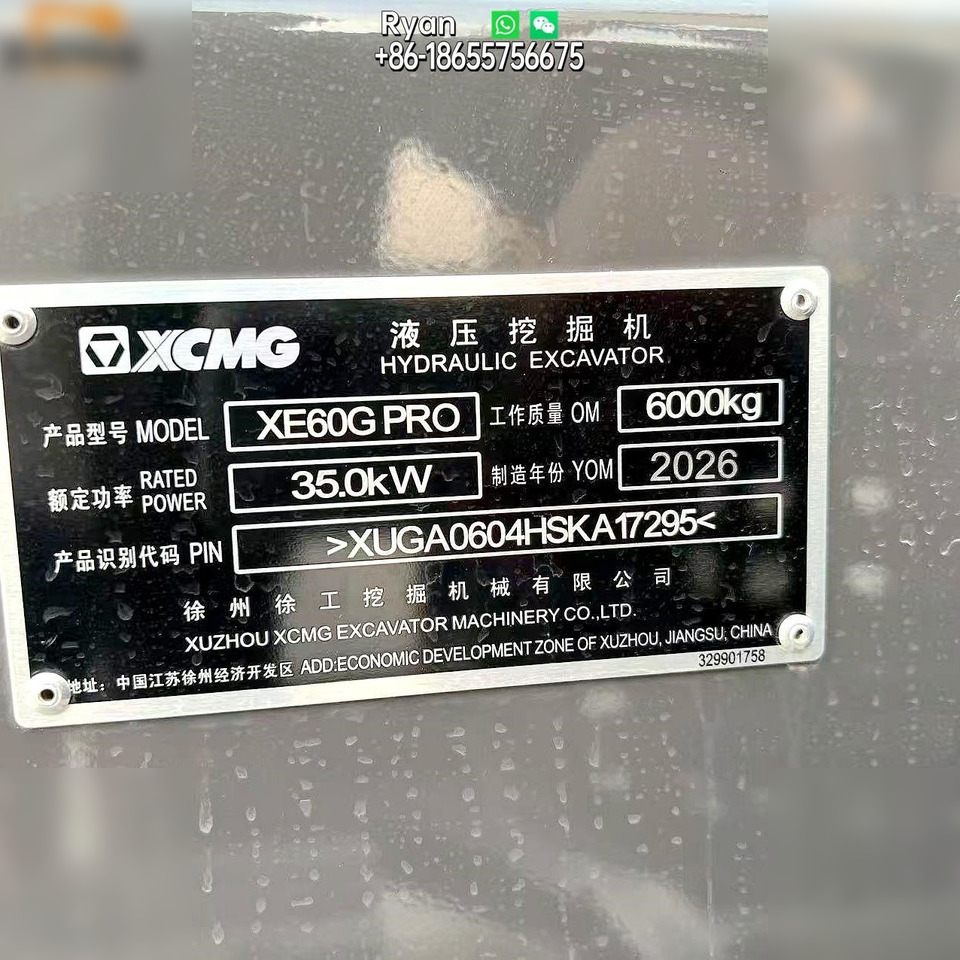 Ryan
+86-18655756675
XCMG
液压挖掘机
HYDRAULIC EXCAVATOR
产品型号 MODEL XE60G PRO 工作质量 OM 6000kg
额定功率 RATED POWER 35.0kW 制造年份 YOM 2026
产品识别代码 PIN >XUGA0604HSKA17295<
徐州徐工挖掘机械有限公司
XUZHOU XCMG EXCAVATOR MACHINERY CO.,LTD.
地址：中国江苏徐州经济开发区 ADD:ECONOMIC DEVELOPMENT ZONE OF XUZHOU, JIANGSU, CHINA
329901758